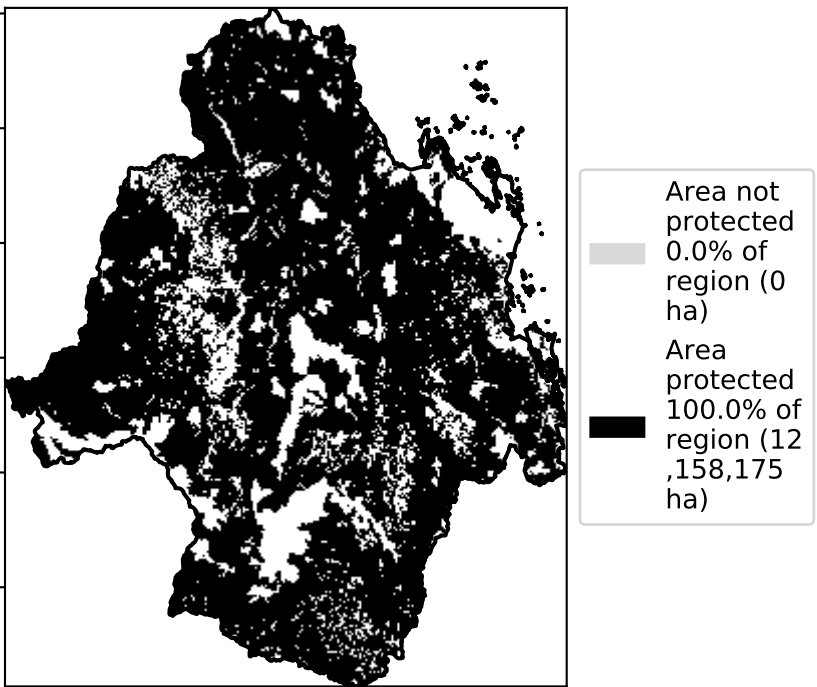 Area not
protected
0.0% of
region (0
ha)
Area
protected
100.0% of
region (12
,158,175
ha)